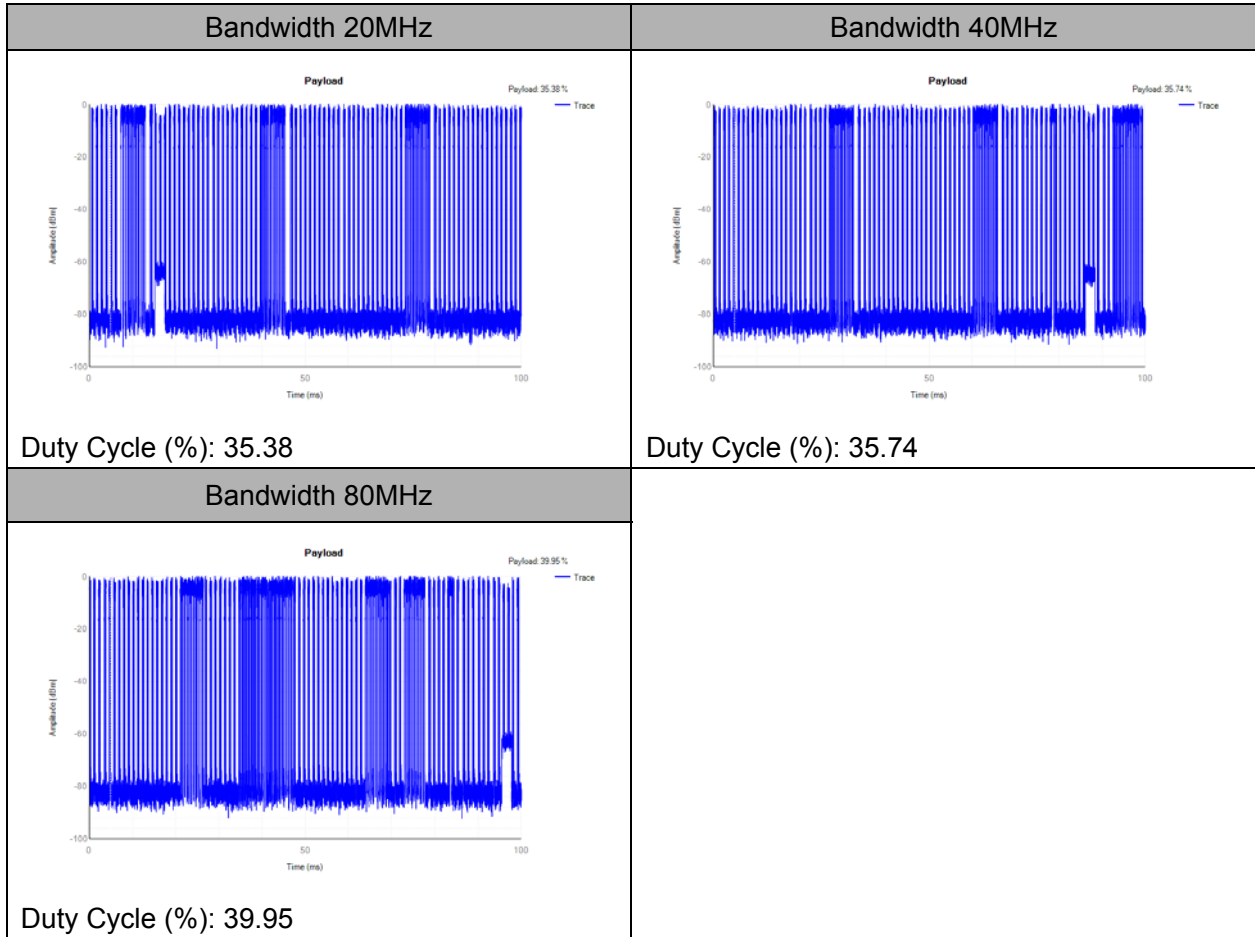 Bandwidth 20MHz
Payload
Payload: 35.38 %
Trace
0
-20
-40
-60
-80
-100
Amplitude [dBm]
0 50 100
Time (ms)
Duty Cycle (%): 35.38
Bandwidth 40MHz
Payload
Payload: 35.74 %
Trace
0
-20
-40
-60
-80
-100
Amplitude [dBm]
0 50 100
Time (ms)
Duty Cycle (%): 35.74
Bandwidth 80MHz
Payload
Payload: 39.95 %
Trace
0
-20
-40
-60
-80
-100
Amplitude [dBm]
0 50 100
Time (ms)
Duty Cycle (%): 39.95